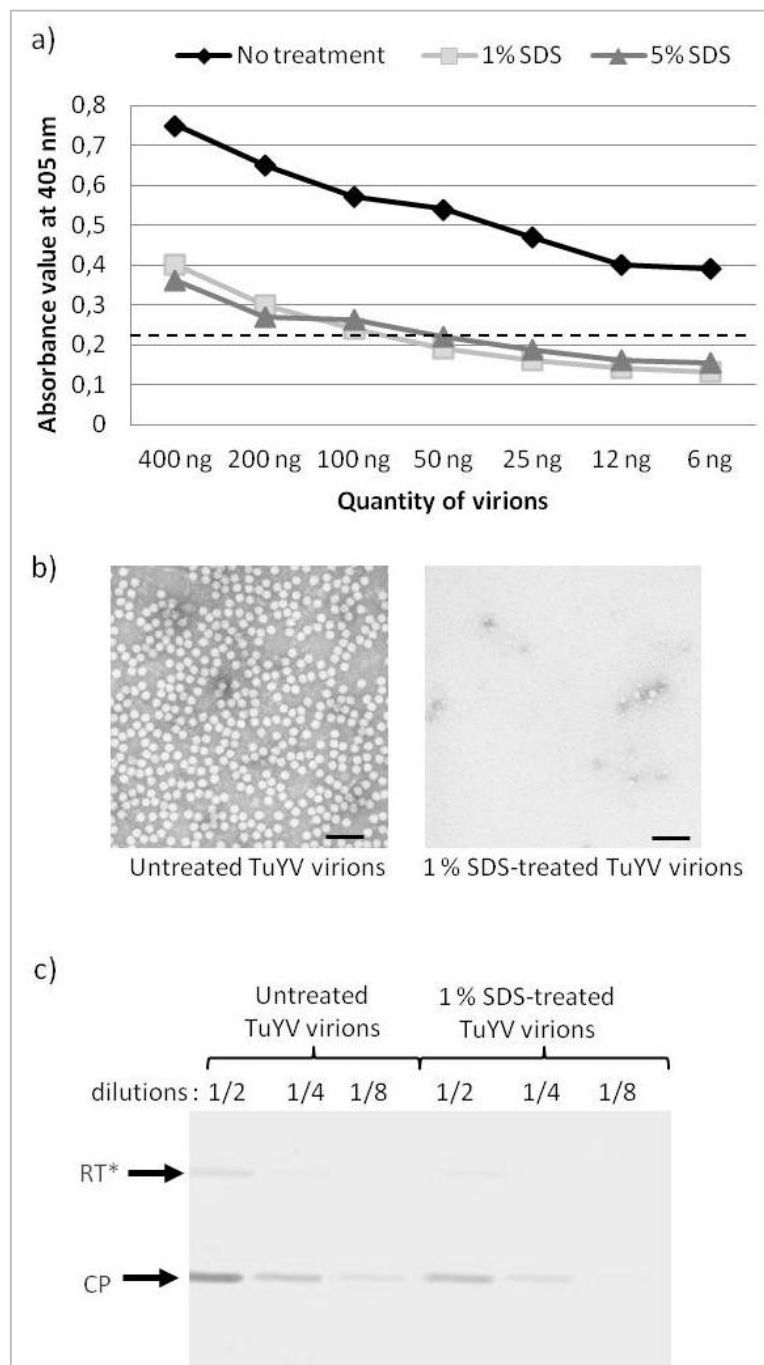 a)
No treatment 1% SDS 5% SDS
Absorbance value at 405 nm
0,8
0,7
0,6
0,5
0,4
0,3
0,2
0,1
0
400 ng 200 ng 100 ng 50 ng 25 ng 12 ng 6 ng
Quantity of virions
b)
Untreated TuYV virions 1% SDS-treated TuYV virions
c)
Untreated 1% SDS-treated
TuYV virions TuYV virions
dilutions : 1/2 1/4 1/8 1/2 1/4 1/8
RT*
CP